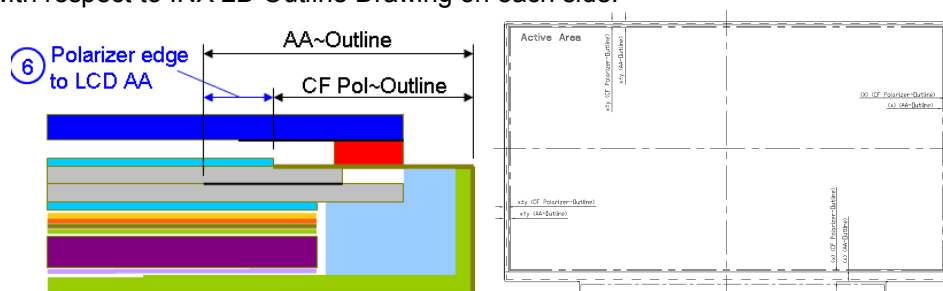 with respect to INX 2D Outline Drawing on each side.
AA~Outline
6 Polarizer edge
to LCD AA
CF Pol~Outline
Active Area
x±y (CF Polarizer-Outline)
x±y (AA-Outline)
(X) (CF Polarizer-Outline)
(x) (AA-Outline)
x±y (CF Polarizer-Outline)
x±y (AA-Outline)
(x) (CF Polarizer-Outline)
(x) (AA-Outline)